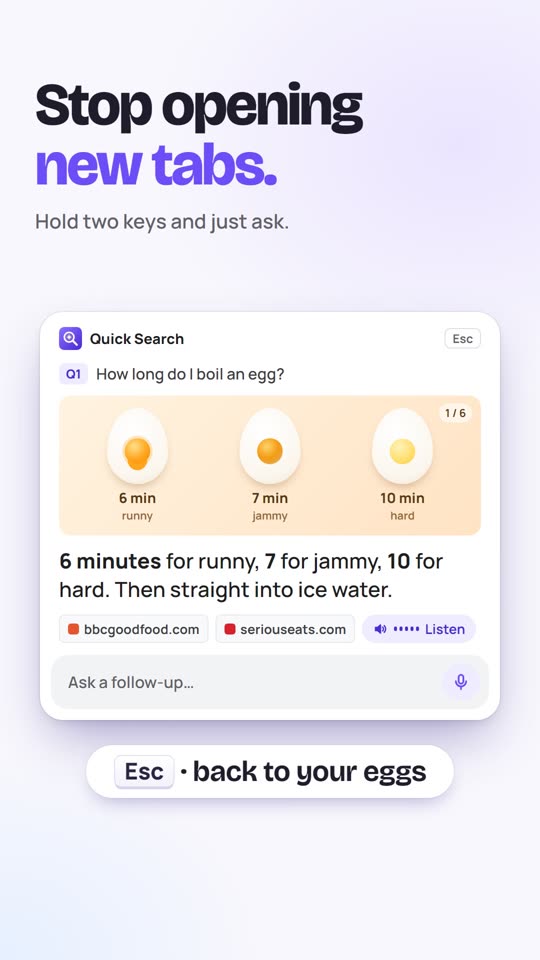 Stop opening
new tabs.
Hold two keys and just ask.
Quick Search
Esc
Q1 How long do I boil an egg?
1 / 6
6 min
runny
7 min
jammy
10 min
hard
6 minutes for runny, 7 for jammy, 10 for
hard. Then straight into ice water.
bbcgoodfood.com
seriouseats.com
Listen
Ask a follow-up…
Esc · back to your eggs